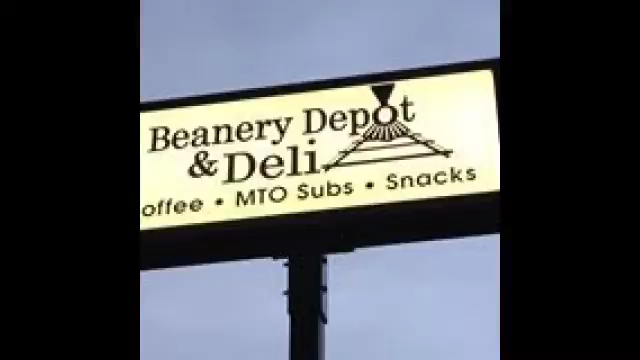 Beanery Depot
& Deli
offee • MTO Subs • Snacks